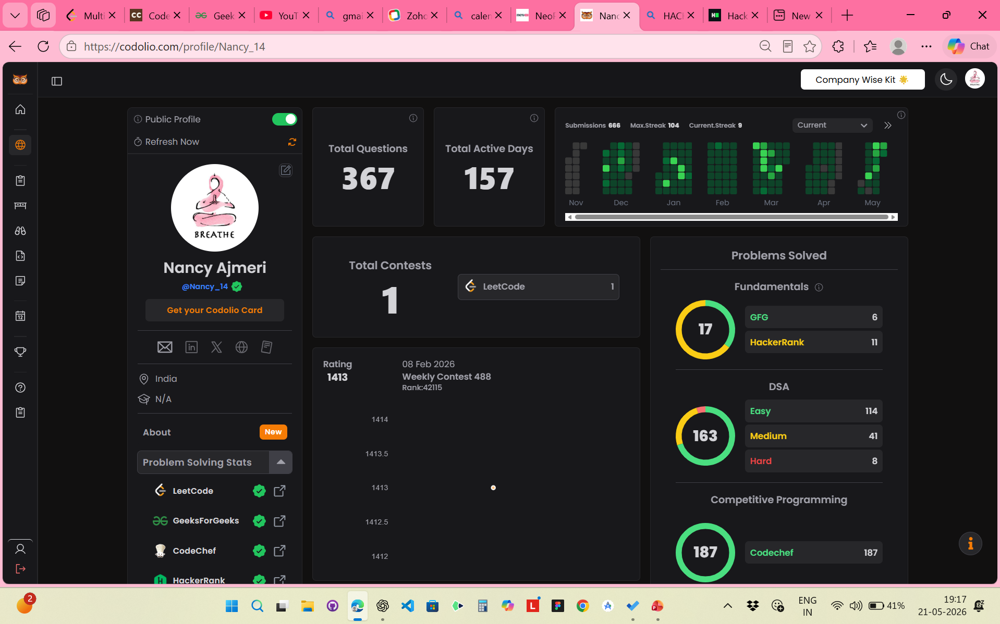 Multi
CC
Code
Geek
YouT
gmai
Zoho
caler
neo
NeoP
Nanc
HACI
Hack
New
https://codolio.com/profile/Nancy_14
Chat
Company Wise Kit
BREATHE
Public Profile
Refresh Now
BREATHE
Nancy Ajmeri
@Nancy_14
Get your Codolio Card
India
N/A
About
New
Problem Solving Stats
LeetCode
GeeksForGeeks
CodeChef
HackerRank
Total Questions
367
Total Active Days
157
Submissions 666
Max.Streak 104
Current.Streak 9
Current
Nov
Dec
Jan
Feb
Mar
Apr
May
Total Contests
1
LeetCode 1
Rating
1413
08 Feb 2026
Weekly Contest 488
Rank:42115
1414
1413.5
1413
1412.5
1412
Problems Solved
Fundamentals
17
GFG 6
HackerRank 11
DSA
163
Easy 114
Medium 41
Hard 8
Competitive Programming
187
Codechef 187
12
2
L
ENG
IN
41%
19:17
21-05-2026